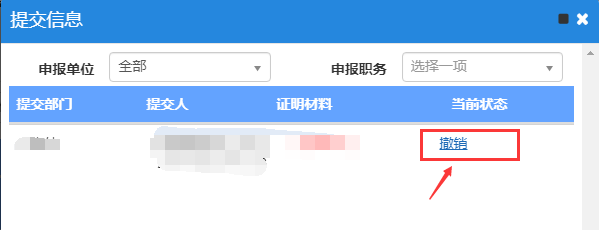 提交信息
申报单位 全部 申报职务 选择一项
提交部门 提交人 证明材料 当前状态
撤销